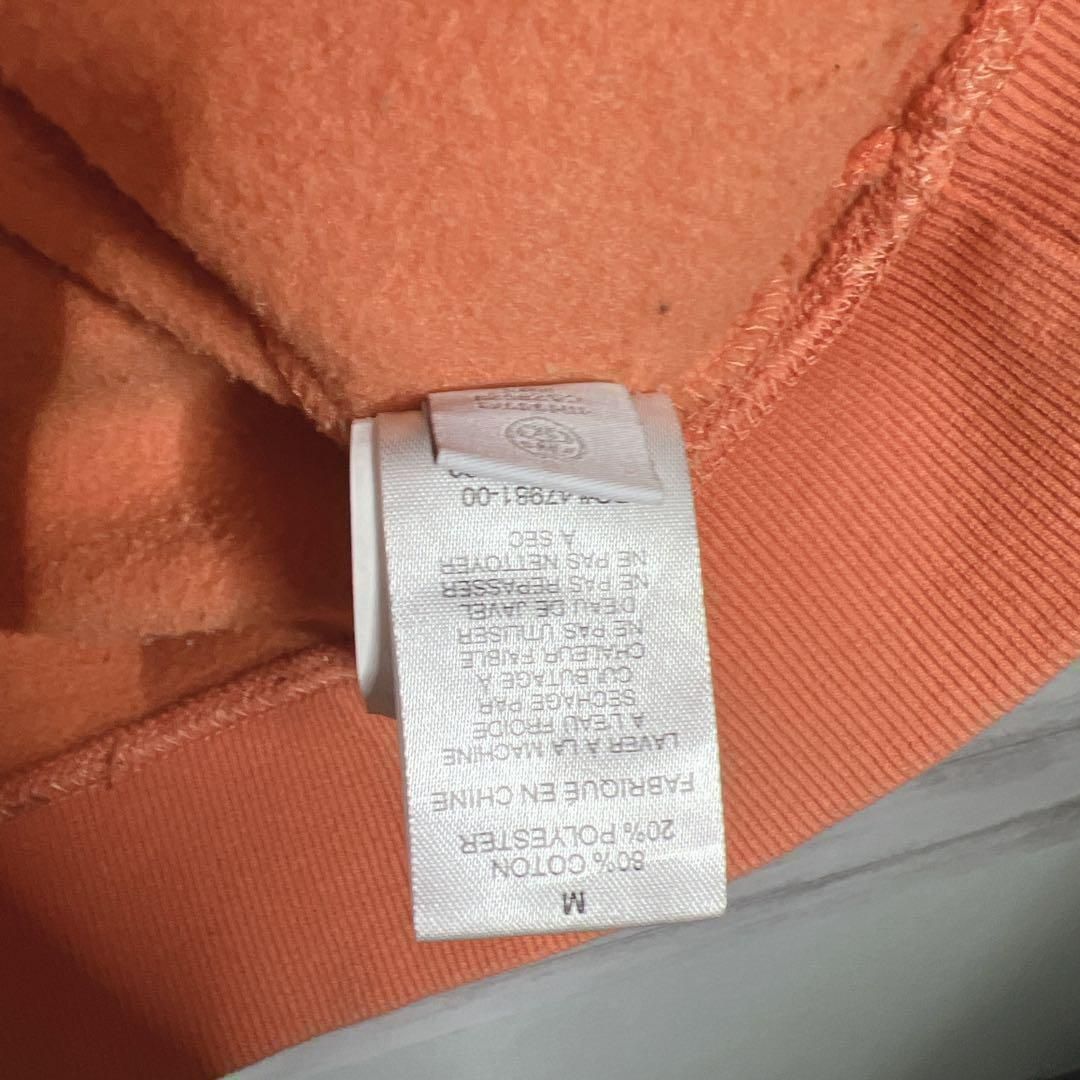 M
80% COTON
20% POLYESTER
FABRIQUÉ EN CHINE
LAVER A LA MACHINE
A L'EAU FROIDE
SECHAGE PAR
CULBUTAGE A
CHALEUR FAIBLE
NE PAS UTILISER
D'EAU DE JAVEL
NE PAS REPASSER
NE PAS NETTOYER
A SEC
47981-00